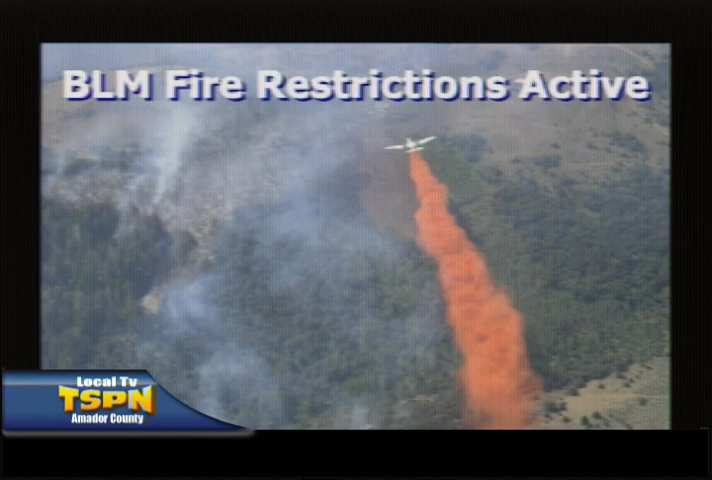 BLM Fire Restrictions Active
Local Tv
TSPN
Amador County